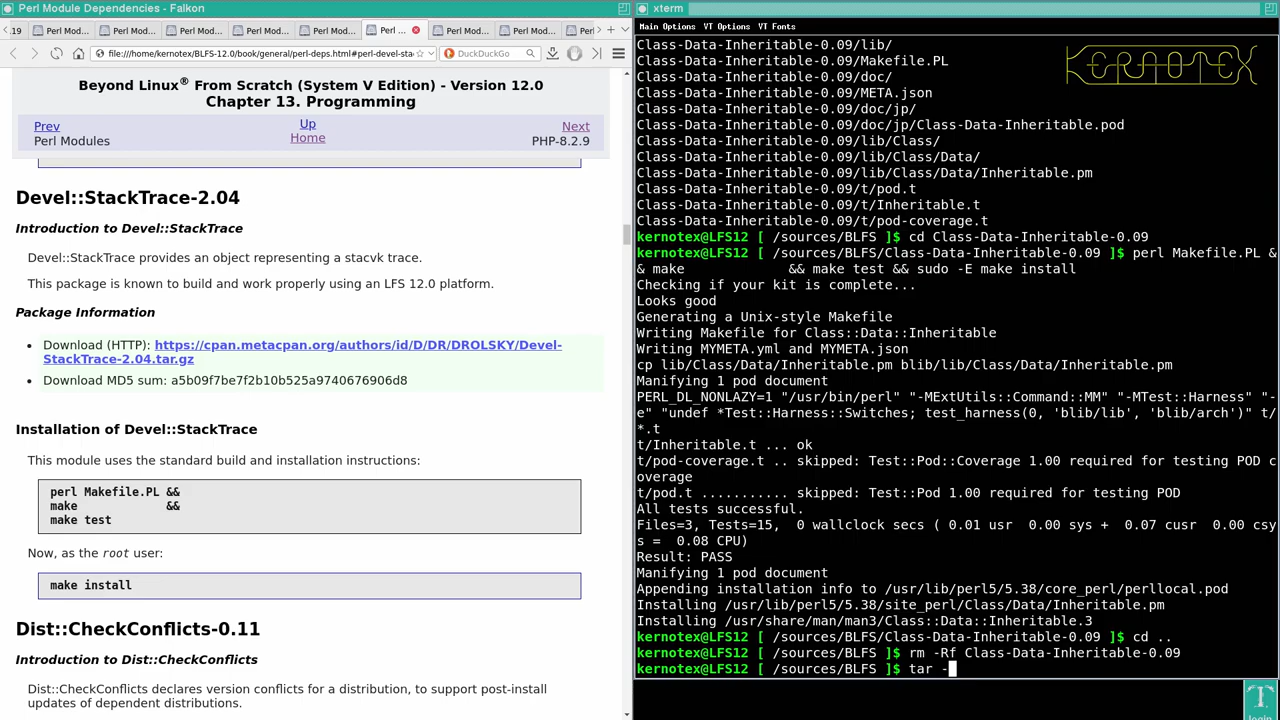 Perl Module Dependencies - Falkon
19 Perl Mod... Perl Mod... Perl Mod... Perl Mod... Perl Mod... Perl Mod... Perl Mod... Perl Mod... Per
file:///home/kernotex/BLFS-12.0/book/general/perl-deps.html#perl-devel-sta
DuckDuckGo
Beyond Linux® From Scratch (System V Edition) - Version 12.0
Chapter 13. Programming
Prev Up Next
Perl Modules Home PHP-8.2.9
Devel::StackTrace-2.04
Introduction to Devel::StackTrace
Devel::StackTrace provides an object representing a stacvk trace.
This package is known to build and work properly using an LFS 12.0 platform.
Package Information
• Download (HTTP): https://cpan.metacpan.org/authors/id/D/DR/DROLSKY/Devel-
StackTrace-2.04.tar.gz
• Download MD5 sum: a5b09f7be7f2b10b525a9740676906d8
Installation of Devel::StackTrace
This module uses the standard build and installation instructions:
perl Makefile.PL &&
make &&
make test
Now, as the root user:
make install
Dist::CheckConflicts-0.11
Introduction to Dist::CheckConflicts
Dist::CheckConflicts declares version conflicts for a distribution, to support post-install
updates of dependent distributions.
xterm
Main Options VT Options VT Fonts
KERNOTEX
Class-Data-Inheritable-0.09/lib/
Class-Data-Inheritable-0.09/Makefile.PL
Class-Data-Inheritable-0.09/doc/
Class-Data-Inheritable-0.09/META.json
Class-Data-Inheritable-0.09/doc/jp/
Class-Data-Inheritable-0.09/doc/jp/Class-Data-Inheritable.pod
Class-Data-Inheritable-0.09/lib/Class/
Class-Data-Inheritable-0.09/lib/Class/Data/
Class-Data-Inheritable-0.09/lib/Class/Data/Inheritable.pm
Class-Data-Inheritable-0.09/t/pod.t
Class-Data-Inheritable-0.09/t/Inheritable.t
Class-Data-Inheritable-0.09/t/pod-coverage.t
kernotex@LFS12 [ /sources/BLFS ]$ cd Class-Data-Inheritable-0.09
kernotex@LFS12 [ /sources/BLFS/Class-Data-Inheritable-0.09 ]$ perl Makefile.PL &
& make && make test && sudo -E make install
Checking if your kit is complete...
Looks good
Generating a Unix-style Makefile
Writing Makefile for Class::Data::Inheritable
Writing MYMETA.yml and MYMETA.json
cp lib/Class/Data/Inheritable.pm blib/lib/Class/Data/Inheritable.pm
Manifying 1 pod document
PERL_DL_NONLAZY=1 "/usr/bin/perl" "-MExtUtils::Command::MM" "-MTest::Harness" "-
e" "undef *Test::Harness::Switches; test_harness(0, 'blib/lib', 'blib/arch')" t/
*.t
t/Inheritable.t ... ok
t/pod-coverage.t .. skipped: Test::Pod::Coverage 1.00 required for testing POD c
overage
t/pod.t ........... skipped: Test::Pod 1.00 required for testing POD
All tests successful.
Files=3, Tests=15,  0 wallclock secs ( 0.01 usr  0.00 sys +  0.07 cusr  0.00 csy
s =  0.08 CPU)
Result: PASS
Manifying 1 pod document
Appending installation info to /usr/lib/perl5/5.38/core_perl/perllocal.pod
Installing /usr/lib/perl5/5.38/site_perl/Class/Data/Inheritable.pm
Installing /usr/share/man/man3/Class::Data::Inheritable.3
kernotex@LFS12 [ /sources/BLFS/Class-Data-Inheritable-0.09 ]$ cd ..
kernotex@LFS12 [ /sources/BLFS ]$ rm -Rf Class-Data-Inheritable-0.09
kernotex@LFS12 [ /sources/BLFS ]$ tar -
login